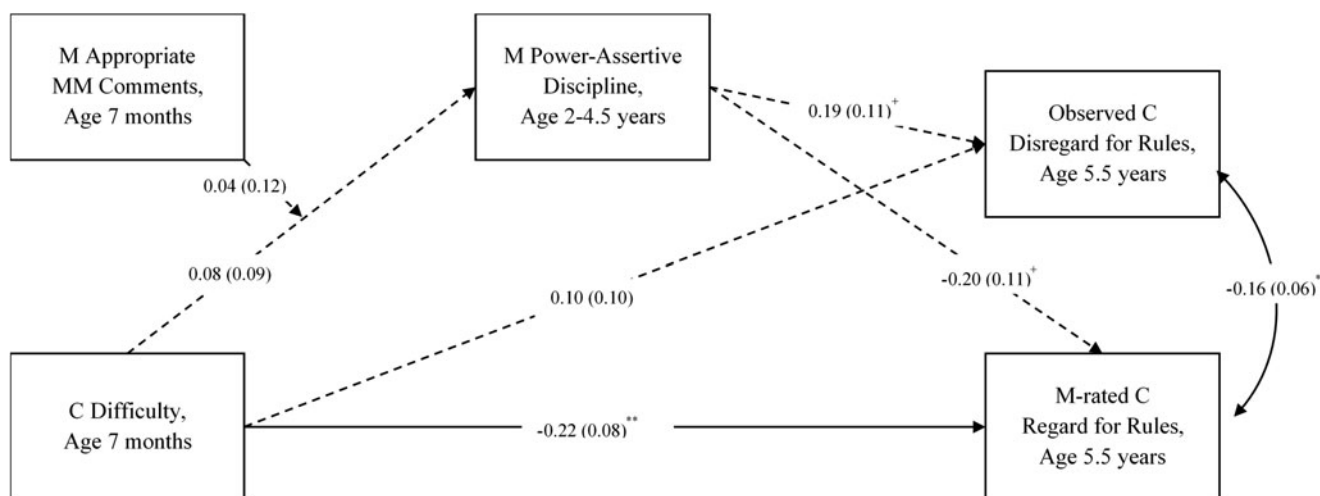 M Appropriate
MM Comments,
Age 7 months
M Power-Assertive
Discipline,
Age 2-4.5 years
Observed C
Disregard for Rules,
Age 5.5 years
0.19 (0.11)⁺
0.04 (0.12)
0.08 (0.09)
0.10 (0.10)
-0.20 (0.11)⁺
-0.16 (0.06)*
C Difficulty,
Age 7 months
-0.22 (0.08)**
M-rated C
Regard for Rules,
Age 5.5 years